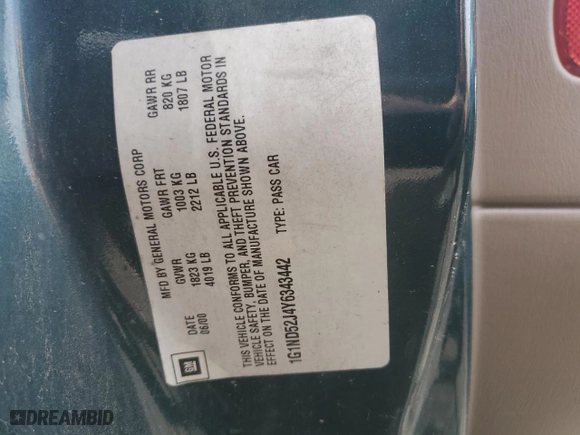 GM
MFD BY GENERAL MOTORS CORP
DATE GVWR GAWR FRT GAWR RR
06/00 1823 KG 1003 KG 820 KG
4019 LB 2212 LB 1807 LB
THIS VEHICLE CONFORMS TO ALL APPLICABLE U.S. FEDERAL MOTOR
VEHICLE SAFETY, BUMPER, AND THEFT PREVENTION STANDARDS IN
EFFECT ON THE DATE OF MANUFACTURE SHOWN ABOVE.
1G1ND52J4Y6343442 TYPE: PASS CAR
DREAMBID